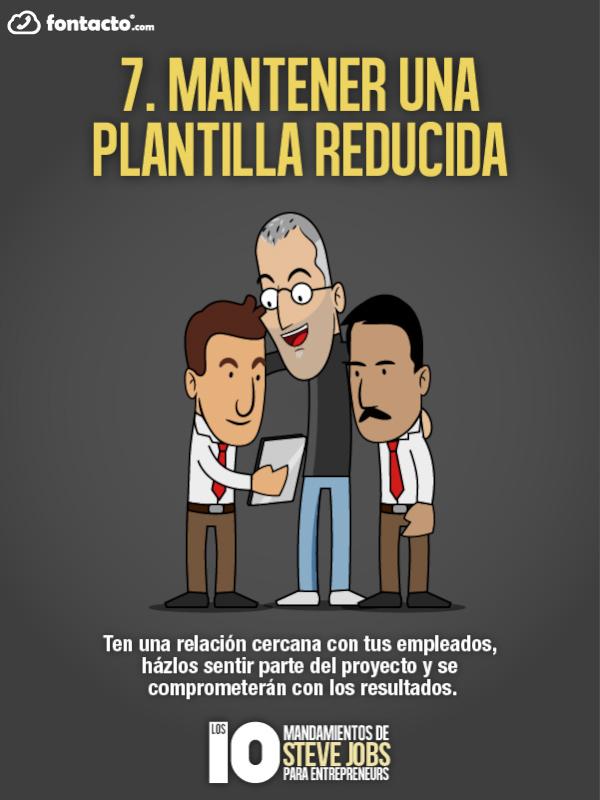 fontacto.com
7. MANTENER UNA
PLANTILLA REDUCIDA
Ten una relación cercana con tus empleados,
házlos sentir parte del proyecto y se
comprometerán con los resultados.
LOS 10
MANDAMIENTOS DE
STEVE JOBS
PARA ENTREPRENEURS